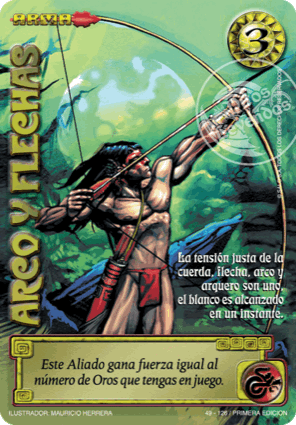 ARMA
3
ARCO Y FLECHAS
La tensión justa de la
cuerda, flecha, arco y
arquero son uno,
el blanco es alcanzado
en un instante.
Este Aliado gana fuerza igual al
número de Oros que tengas en juego.
ILUSTRADOR: MAURICIO HERRERA
PRIMERA EDICION